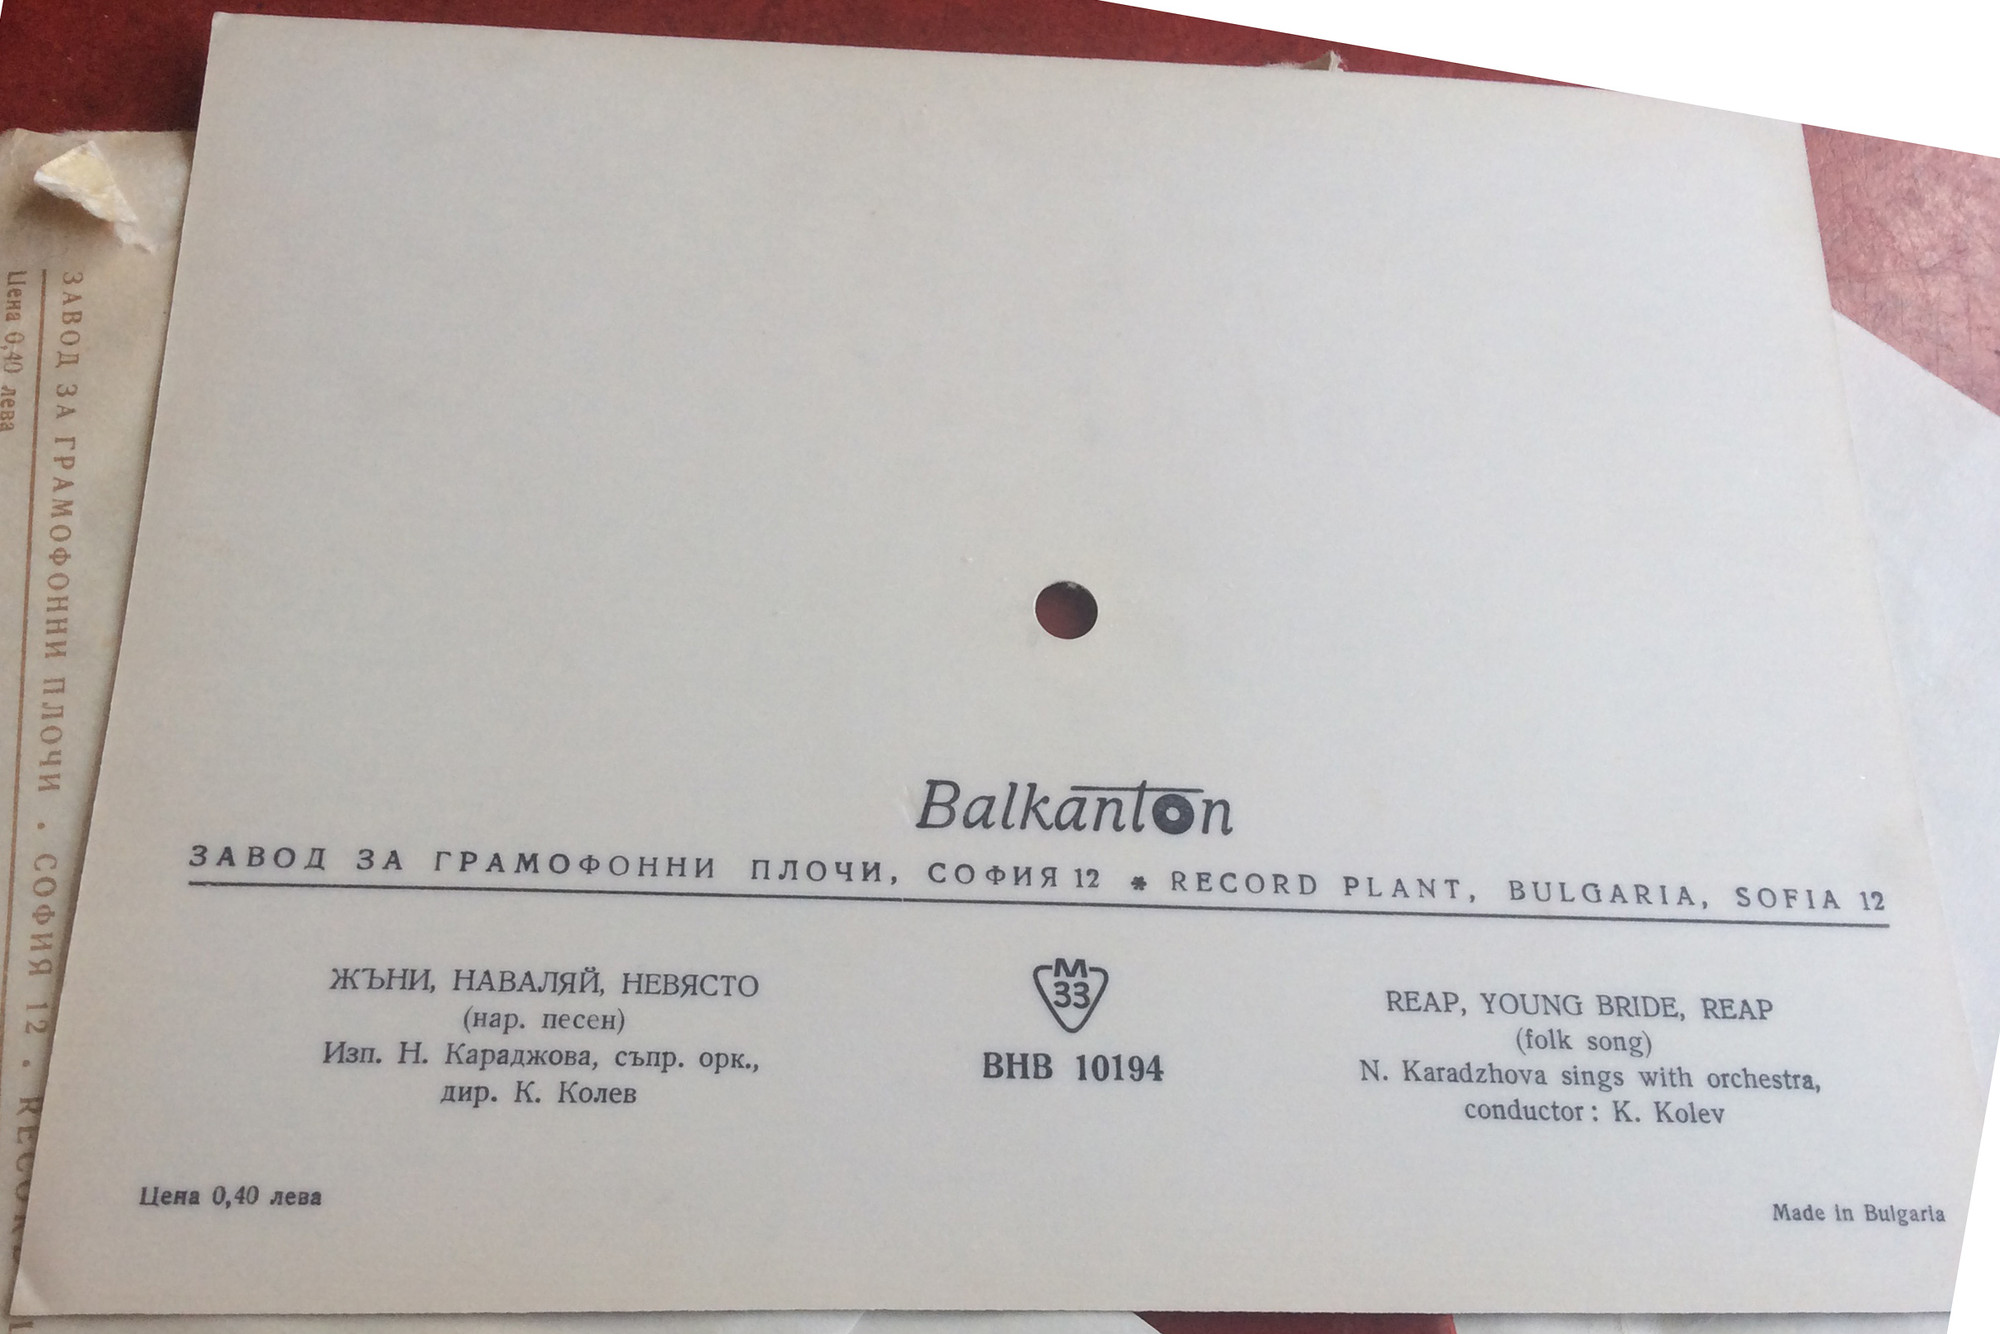 Balkanton
ЗАВОД ЗА ГРАМОФОННИ ПЛОЧИ, СОФИЯ 12 * RECORD PLANT, BULGARIA, SOFIA 12
ЖЪНИ, НАВАЛЯЙ, НЕВЯСТО
(нар. песен)
Изп. Н. Караджова, съпр. орк.,
дир. К. Колев
М
33
ВНВ 10194
REAP, YOUNG BRIDE, REAP
(folk song)
N. Karadzhova sings with orchestra,
conductor: K. Kolev
Цена 0,40 лева
Made in Bulgaria
ЗАВОД ЗА ГРАМОФОННИ ПЛОЧИ • СОФИЯ 12 •
Цена 0,40 лева